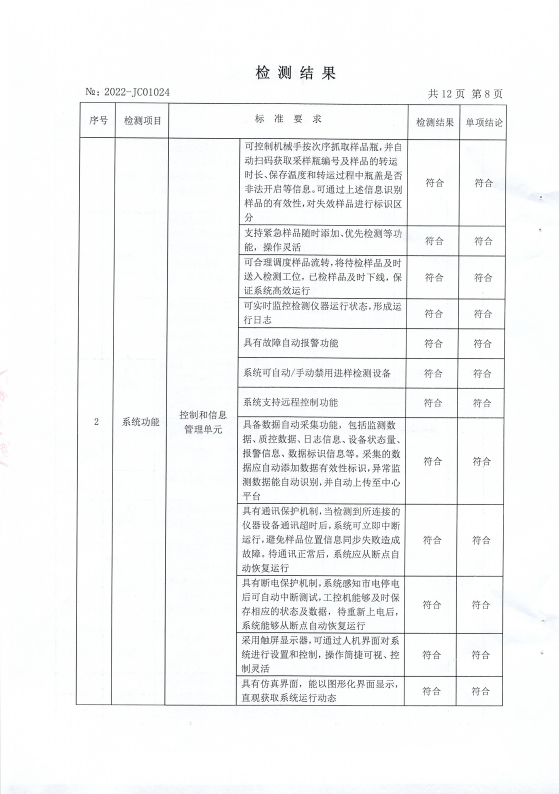 检测结果
№: 2022-JC01024
共 12 页 第 8 页
序号 检测项目 标准要求 检测结果 单项结论
可控制机械手按次序抓取样品瓶,并自
动扫码获取采样瓶编号及样品的转运
时长、保存温度和转运过程中瓶盖是否
非法开启等信息。可通过上述信息识别
样品的有效性,对失效样品进行标识区
分
符合 符合
支持紧急样品随时添加、优先检测等功
能,操作灵活
符合 符合
可合理调度样品流转,将待检样品及时
送入检测工位,已检样品及时下线,保
证系统高效运行
符合 符合
可实时监控检测仪器运行状态,形成运
行日志
符合 符合
具有故障自动报警功能 符合 符合
系统可自动/手动禁用进样检测设备 符合 符合
系统支持远程控制功能 符合 符合
2 系统功能
控制和信息
管理单元
具备数据自动采集功能,包括监测数
据、质控数据、日志信息、设备状态量、
报警信息、数据标识信息等。采集的数
据应自动添加数据有效性标识,异常监
测数据能自动识别,并自动上传至中心
平台
符合 符合
具有通讯保护机制,当检测到所连接的
仪器设备通讯超时后,系统可立即中断
运行,避免样品位置信息同步失败造成
故障。待通讯正常后,系统应从断点自
动恢复运行
符合 符合
具有断电保护机制,系统感知市电停电
后可自动中断测试,工控机能够及时保
存相应的状态及数据,待重新上电后,
系统能够从断点自动恢复运行
符合 符合
采用触屏显示器,可通过人机界面对系
统进行设置和控制,操作简捷可视、控
制灵活
符合 符合
具有仿真界面,能以图形化界面显示,
直观获取系统运行动态
符合 符合